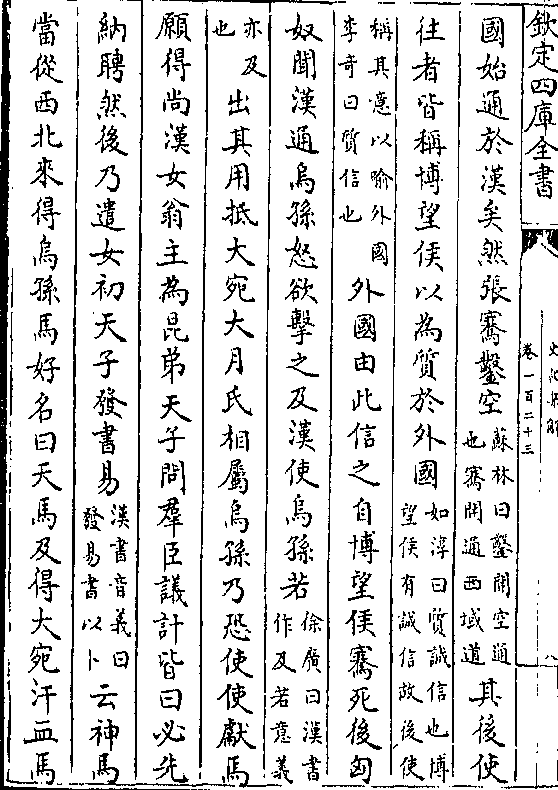 欽定四庫全書
史記集解
卷一百二十三
國始通於漢矣然張騫鑿空蘇林曰鑿開空通也騫開通西域道其後使
往者皆稱博望侯以為質於外國如淳曰質誠信也博望侯有誠信故後使
稱其意以喻外國李奇曰質信也外國由此信之自博望侯騫死後匈
奴聞漢通烏孫怒欲擊之及漢使烏孫若徐廣曰漢書作及若意義
亦及也出其用抵大宛大月氏相屬烏孫乃恐使使獻馬
願得尚漢女翁主為昆弟天子問羣臣議計皆曰必先
納聘然後乃遣女初天子發書易漢書音義曰發易書以卜云神馬
當從西北來得烏孫馬好名曰天馬及得大宛汗血馬